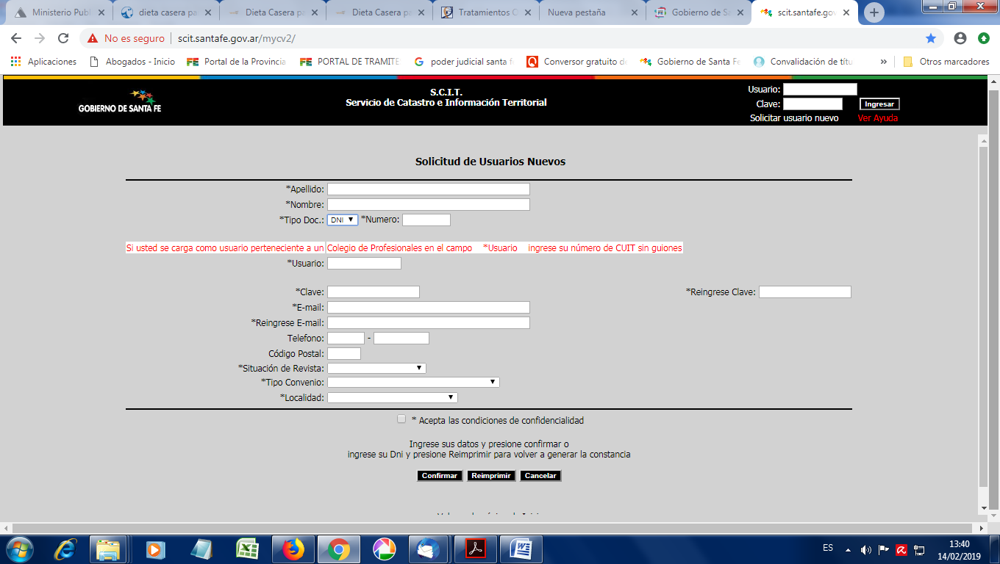 Ministerio Publ
dieta casera pa
Dieta Casera pa
Dieta Casera pa
Tratamientos C
Nueva pestaña
Gobierno de Sa
scit.santafe.gov
No es seguro
scit.santafe.gov.ar/mycv2/
Aplicaciones
Abogados - Inicio
Portal de la Provincia
PORTAL DE TRAMITE
poder judicial santa f
Conversor gratuito d
Gobierno de Santa Fe
Convalidación de títu
»
Otros marcadores
GOBIERNO DE SANTA FE
S.C.I.T.
Servicio de Catastro e Información Territorial
Usuario:
Clave:
Ingresar
Solicitar usuario nuevo
Ver Ayuda
Solicitud de Usuarios Nuevos
*Apellido:
*Nombre:
*Tipo Doc.: DNI *Numero:
Si usted se carga como usuario perteneciente a un Colegio de Profesionales en el campo *Usuario ingrese su número de CUIT sin guiones
*Usuario:
*Clave:
*Reingrese Clave:
*E-mail:
*Reingrese E-mail:
Telefono: -
Código Postal:
*Situación de Revista:
*Tipo Convenio:
*Localidad:
* Acepta las condiciones de confidencialidad
Ingrese sus datos y presione confirmar o
ingrese su Dni y presione Reimprimir para volver a generar la constancia
Confirmar
Reimprimir
Cancelar
ES
13:40
14/02/2019